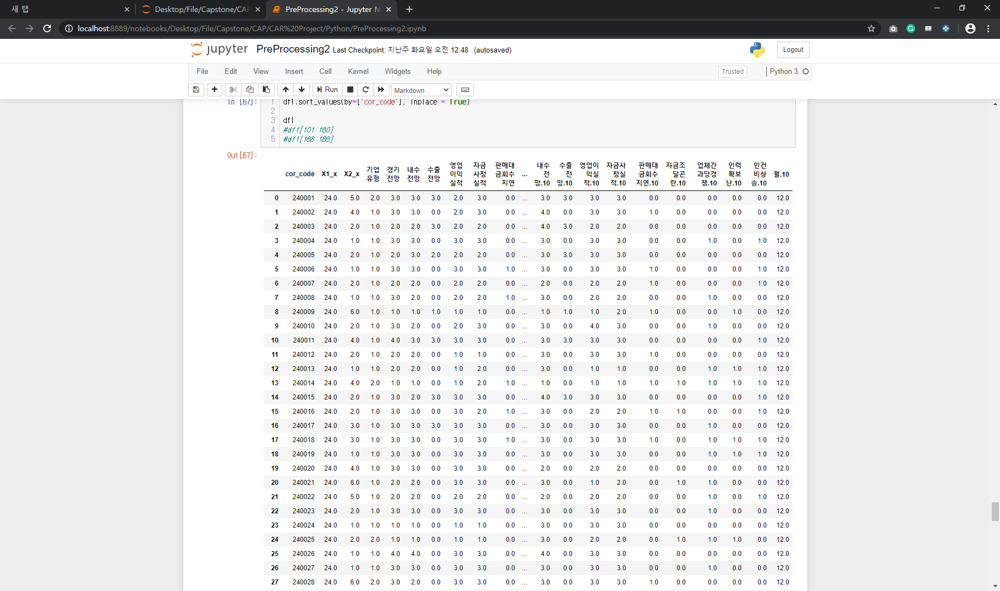 새 탭
Desktop/File/Capstone/CAP
PreProcessing2 - Jupyter N
localhost:8889/notebooks/Desktop/File/Capstone/CAP/CAR%20Project/Python/PreProcessing2.ipynb
jupyter PreProcessing2 Last Checkpoint: 지난주 화요일 오전 12:48 (autosaved)
Logout
File Edit View Insert Cell Kernel Widgets Help
Trusted Python 3
Run Markdown
In [67]: 1 df1.sort_values(by=['cor_code'], inplace = True)
2
3 df1
4 #df1[101:160]
5 #df1[168:186]
Out[67]:
cor_code X1_x X2_x 기업유형 경기전망 내수전망 수출전망 영업이익실적 자금사정실적 판매대금회수지연 ... 내수전망.10 수출전망.10 영업이익실적.10 자금사정실적.10 판매대금회수지연.10 자금조달곤란.10 업체간과당경쟁.10 인력확보난.10 인건비상승.10 월.10
0 240001 24.0 5.0 2.0 3.0 3.0 3.0 2.0 3.0 0.0 ... 3.0 3.0 3.0 3.0 0.0 0.0 0.0 0.0 0.0 12.0
1 240002 24.0 4.0 1.0 3.0 3.0 0.0 2.0 3.0 0.0 ... 4.0 0.0 3.0 3.0 1.0 0.0 0.0 0.0 0.0 12.0
2 240003 24.0 2.0 1.0 2.0 2.0 3.0 2.0 2.0 0.0 ... 4.0 3.0 2.0 2.0 0.0 0.0 0.0 0.0 0.0 12.0
3 240004 24.0 1.0 1.0 3.0 3.0 0.0 3.0 3.0 0.0 ... 3.0 0.0 3.0 3.0 0.0 0.0 1.0 0.0 1.0 12.0
4 240005 24.0 2.0 1.0 2.0 3.0 2.0 2.0 2.0 0.0 ... 3.0 3.0 3.0 3.0 0.0 0.0 0.0 0.0 0.0 12.0
5 240006 24.0 1.0 1.0 3.0 3.0 0.0 3.0 3.0 1.0 ... 3.0 0.0 3.0 3.0 1.0 0.0 0.0 0.0 1.0 12.0
6 240007 24.0 2.0 1.0 2.0 2.0 0.0 2.0 2.0 0.0 ... 2.0 0.0 2.0 2.0 1.0 0.0 0.0 0.0 1.0 12.0
7 240008 24.0 1.0 1.0 3.0 2.0 0.0 2.0 2.0 1.0 ... 3.0 0.0 2.0 2.0 0.0 0.0 1.0 0.0 0.0 12.0
8 240009 24.0 6.0 1.0 1.0 1.0 1.0 1.0 1.0 0.0 ... 1.0 1.0 1.0 2.0 1.0 0.0 0.0 1.0 0.0 12.0
9 240010 24.0 2.0 1.0 3.0 2.0 0.0 2.0 3.0 0.0 ... 3.0 0.0 4.0 3.0 0.0 0.0 1.0 0.0 0.0 12.0
10 240011 24.0 4.0 1.0 4.0 3.0 3.0 3.0 3.0 0.0 ... 3.0 3.0 3.0 3.0 0.0 0.0 0.0 0.0 1.0 12.0
11 240012 24.0 2.0 1.0 2.0 2.0 0.0 1.0 1.0 0.0 ... 3.0 0.0 3.0 3.0 1.0 0.0 0.0 0.0 0.0 12.0
12 240013 24.0 1.0 1.0 2.0 2.0 0.0 1.0 2.0 0.0 ... 3.0 0.0 1.0 1.0 0.0 0.0 1.0 1.0 1.0 12.0
13 240014 24.0 4.0 2.0 1.0 1.0 0.0 1.0 2.0 1.0 ... 1.0 0.0 1.0 1.0 1.0 1.0 1.0 1.0 1.0 12.0
14 240015 24.0 2.0 1.0 3.0 2.0 3.0 3.0 3.0 0.0 ... 4.0 3.0 3.0 3.0 0.0 0.0 0.0 0.0 1.0 12.0
15 240016 24.0 2.0 1.0 3.0 3.0 0.0 3.0 2.0 1.0 ... 3.0 0.0 2.0 2.0 1.0 1.0 0.0 0.0 1.0 12.0
16 240017 24.0 3.0 1.0 3.0 3.0 3.0 3.0 3.0 0.0 ... 3.0 0.0 3.0 3.0 0.0 0.0 1.0 0.0 0.0 12.0
17 240018 24.0 3.0 1.0 3.0 3.0 0.0 3.0 3.0 1.0 ... 3.0 0.0 3.0 3.0 1.0 0.0 1.0 1.0 1.0 12.0
18 240019 24.0 1.0 1.0 3.0 3.0 0.0 3.0 3.0 0.0 ... 3.0 0.0 3.0 3.0 0.0 0.0 1.0 1.0 1.0 12.0
19 240020 24.0 4.0 1.0 3.0 3.0 0.0 3.0 3.0 0.0 ... 2.0 0.0 2.0 2.0 0.0 0.0 0.0 0.0 0.0 12.0
20 240021 24.0 6.0 1.0 2.0 2.0 0.0 3.0 3.0 0.0 ... 3.0 0.0 1.0 2.0 0.0 1.0 1.0 0.0 0.0 12.0
21 240022 24.0 5.0 1.0 2.0 2.0 0.0 2.0 2.0 0.0 ... 2.0 0.0 2.0 2.0 0.0 0.0 1.0 0.0 1.0 12.0
22 240023 24.0 2.0 1.0 3.0 3.0 0.0 3.0 3.0 0.0 ... 3.0 0.0 3.0 3.0 0.0 0.0 1.0 0.0 0.0 12.0
23 240024 24.0 1.0 1.0 1.0 1.0 0.0 1.0 1.0 0.0 ... 3.0 0.0 3.0 3.0 0.0 0.0 0.0 0.0 0.0 12.0
24 240025 24.0 2.0 2.0 1.0 1.0 0.0 1.0 1.0 0.0 ... 3.0 0.0 2.0 2.0 0.0 1.0 1.0 1.0 0.0 12.0
25 240026 24.0 1.0 1.0 4.0 4.0 0.0 3.0 3.0 0.0 ... 4.0 0.0 3.0 3.0 0.0 0.0 0.0 0.0 0.0 12.0
26 240027 24.0 1.0 1.0 3.0 3.0 0.0 3.0 3.0 0.0 ... 3.0 0.0 3.0 3.0 0.0 0.0 1.0 0.0 0.0 12.0
27 240028 24.0 6.0 2.0 3.0 2.0 0.0 3.0 3.0 0.0 ... 3.0 0.0 3.0 3.0 1.0 0.0 0.0 0.0 0.0 12.0